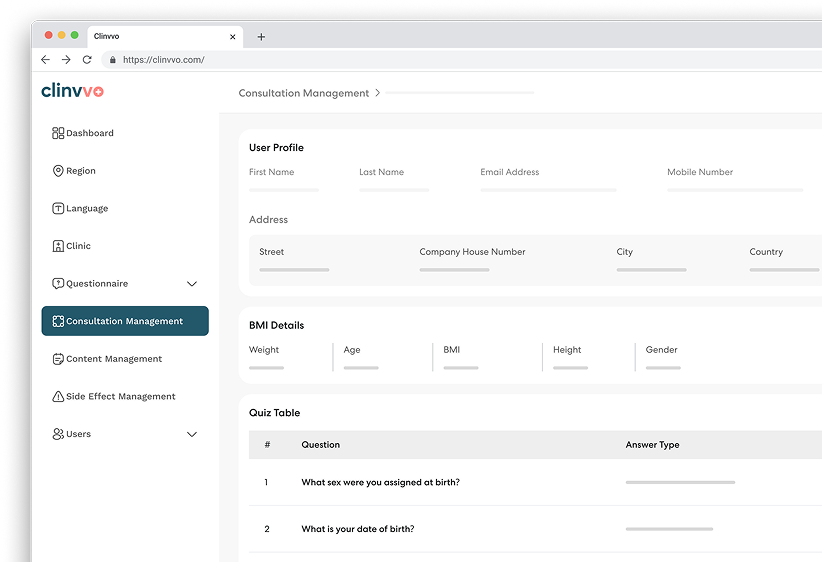 Clinvvo
https://clinvvo.com/
clinvvo
Dashboard
Region
Language
Clinic
Questionnaire
Consultation Management
Content Management
Side Effect Management
Users
Consultation Management
User Profile
First Name Last Name Email Address Mobile Number
Address
Street Company House Number City Country
BMI Details
Weight Age BMI Height Gender
Quiz Table
# Question Answer Type
1 What sex were you assigned at birth?
2 What is your date of birth?